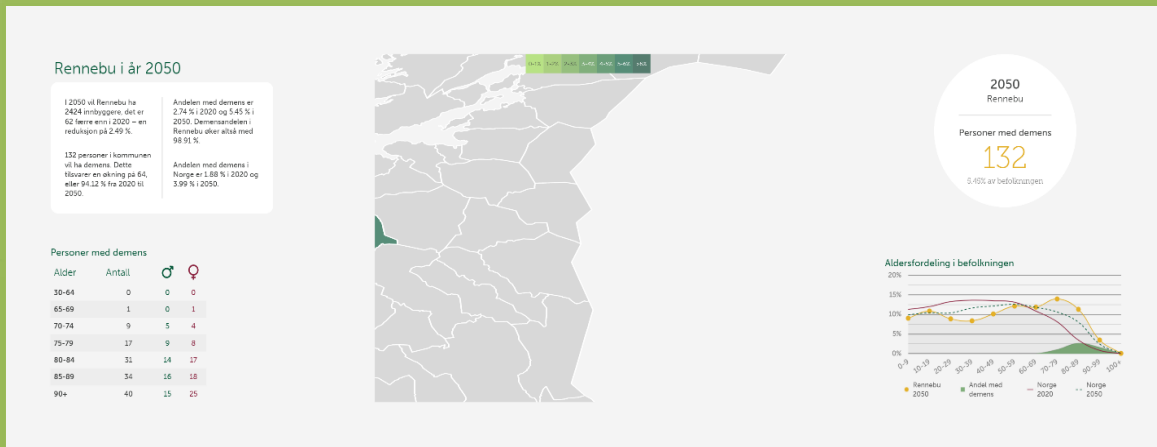 Rennebu i år 2050
I 2050 vil Rennebu ha
2424 innbyggere, det er
62 færre enn i 2020 – en
reduksjon på 2.49 %.
132 personer i kommunen
vil ha demens. Dette
tilsvarer en økning på 64,
eller 94.12 % fra 2020 til
2050.
Andelen med demens er
2.74 % i 2020 og 5.45 % i
2050. Demensandelen i
Rennebu øker altså med
98.91 %.
Andelen med demens i
Norge er 1.88 % i 2020 og
3.99 % i 2050.
2050
Rennebu
Personer med demens
132
5.45% av befolkningen
Personer med demens
Alder Antall ♂ ♀
30-64 0 0 0
65-69 1 0 1
70-74 9 5 4
75-79 17 9 8
80-84 31 14 17
85-89 34 16 18
90+ 40 15 25
Aldersfordeling i befolkningen
20%
15%
10%
5%
0%
0-9 10-19 20-29 30-39 40-49 50-59 60-69 70-79 80-89 90-99 100+
Rennebu 2050
Andel med demens
Norge 2020
Norge 2050